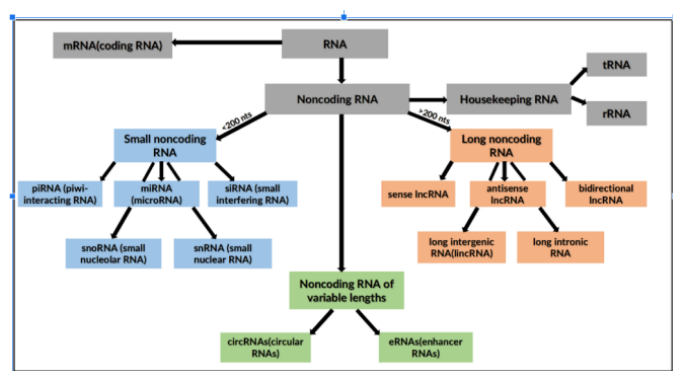 RNA
mRNA(coding RNA)
tRNA
Noncoding RNA
Housekeeping RNA
rRNA
<200 nts
>200 nts
Small noncoding
RNA
Long noncoding
RNA
piRNA (piwi-
interacting RNA)
miRNA
(microRNA)
siRNA (small
interfering RNA)
sense lncRNA
antisense
lncRNA
bidirectional
lncRNA
snoRNA (small
nucleolar RNA)
snRNA (small
nuclear RNA)
long intergenic
RNA(lincRNA)
long intronic
RNA
Noncoding RNA of
variable lengths
circRNAs(circular
RNAs)
eRNAs(enhancer
RNAs)